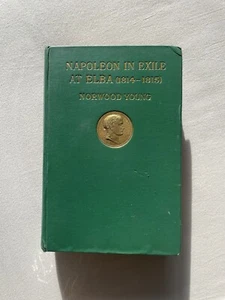 NAPOLEON IN EXILE
AT ELBA (1814–1815)
NORWOOD YOUNG